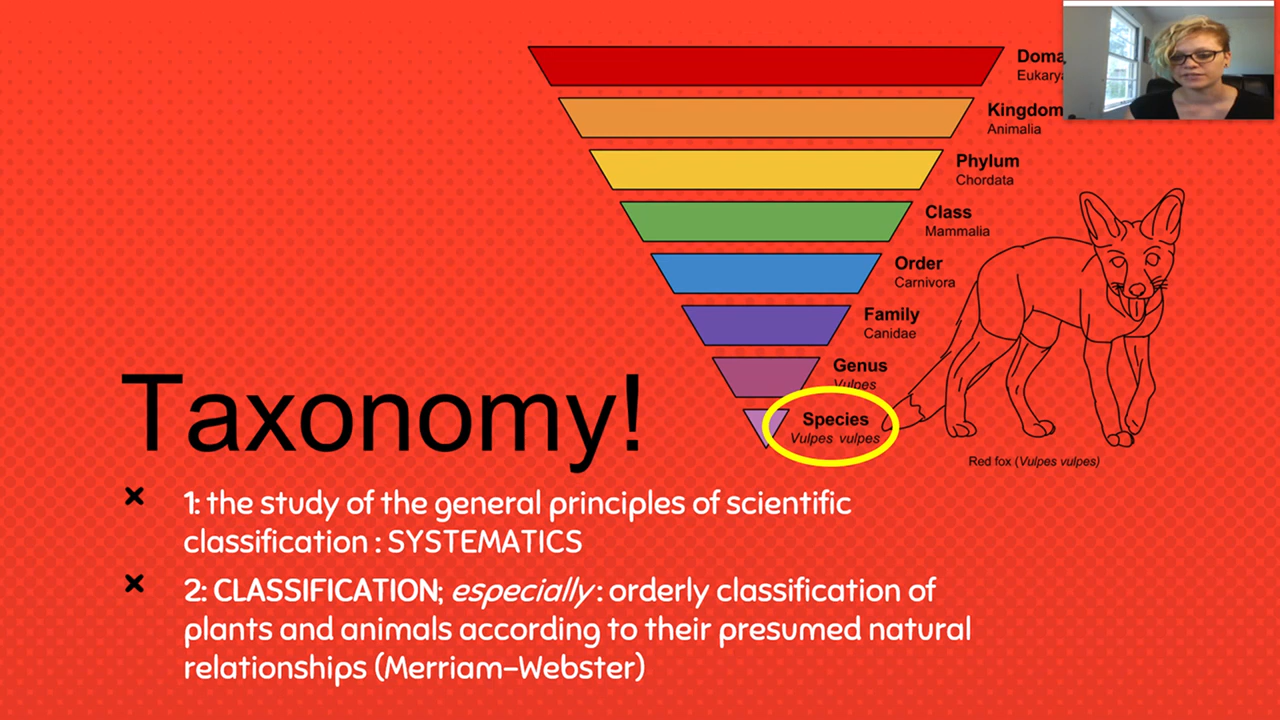 Doma
Eukarya
Kingdom
Animalia
Phylum
Chordata
Class
Mammalia
Order
Carnivora
Family
Canidae
Genus
Vulpes
Species
Vulpes vulpes
Red fox (Vulpes vulpes)
Taxonomy!
1: the study of the general principles of scientific
classification : SYSTEMATICS
2: CLASSIFICATION; especially : orderly classification of
plants and animals according to their presumed natural
relationships (Merriam-Webster)